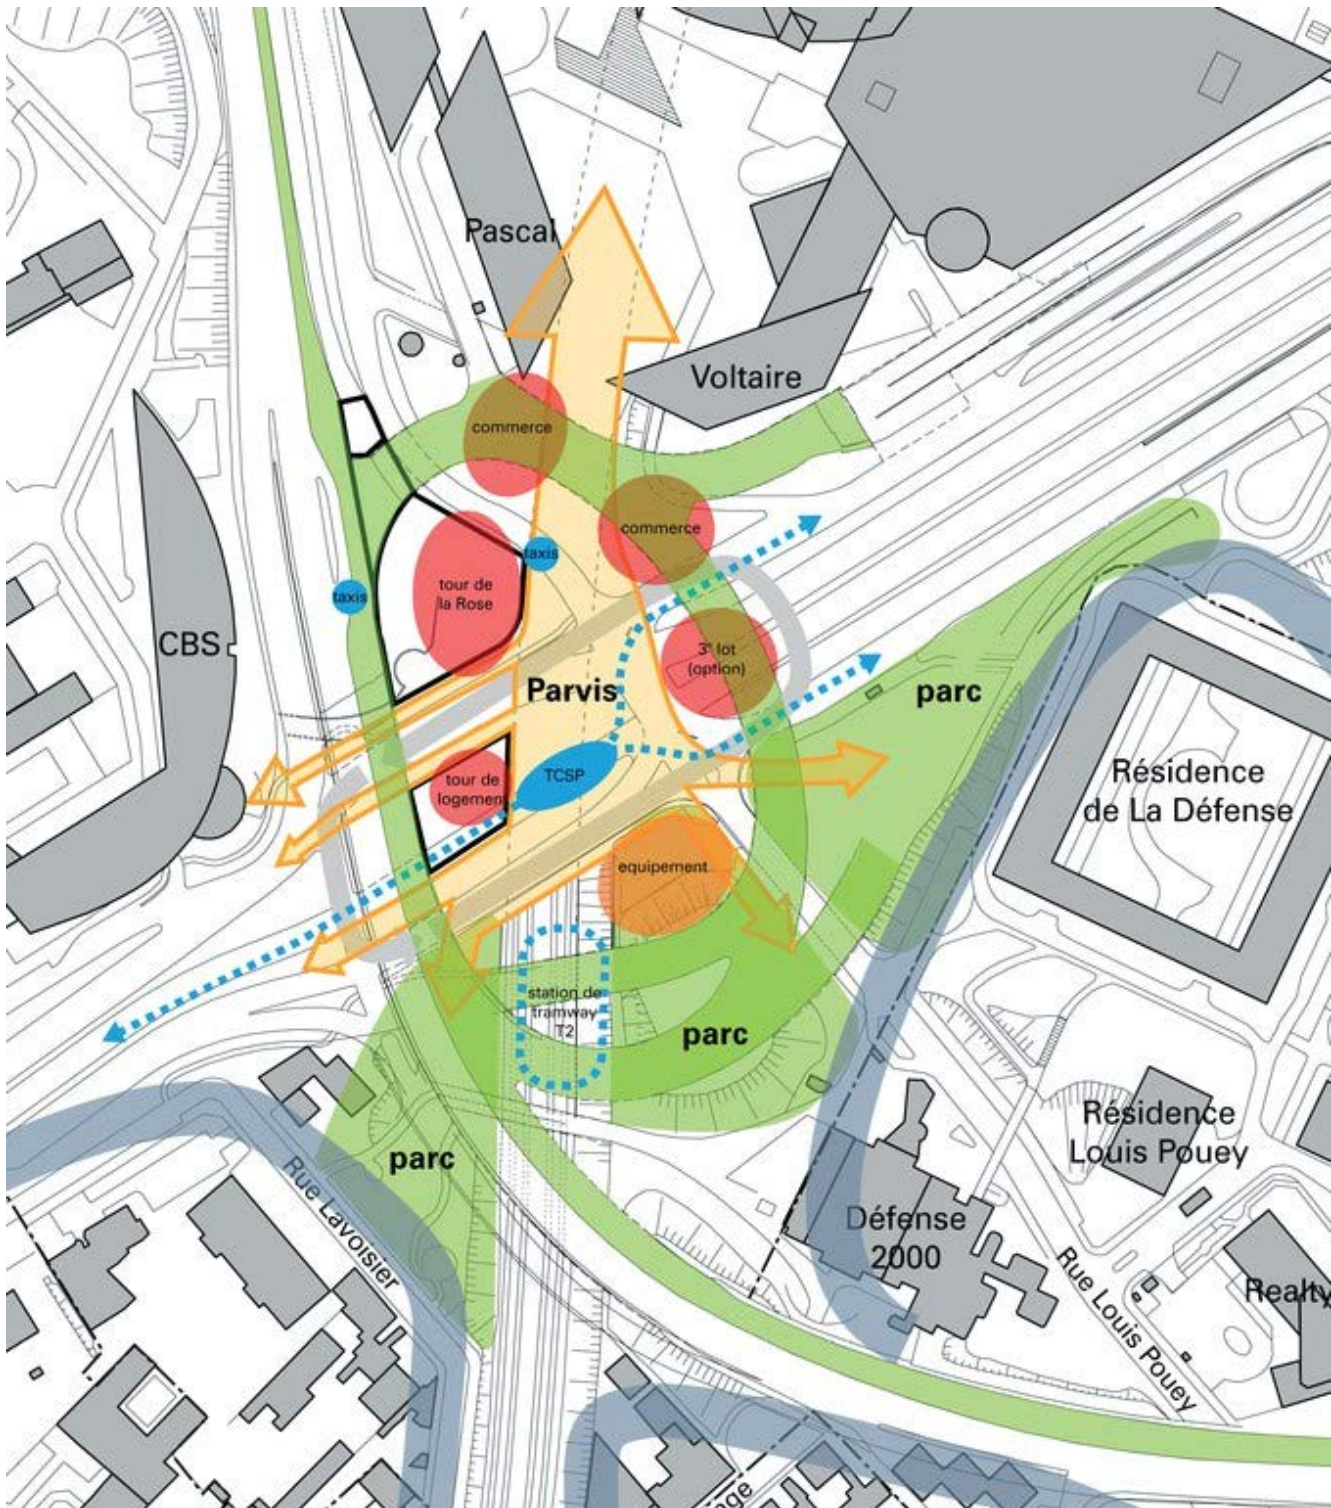 Pascal
Voltaire
commerce
commerce
taxis
taxis
tour de
la Rose
CBS
3e lot
(option)
Parvis
parc
TCSP
tour de
logement
Résidence
de La Défense
equipement
station de
tramway
T2
parc
parc
Résidence
Louis Pouey
Rue Lavoisier
Défense
2000
Rue Louis Pouey
Realty